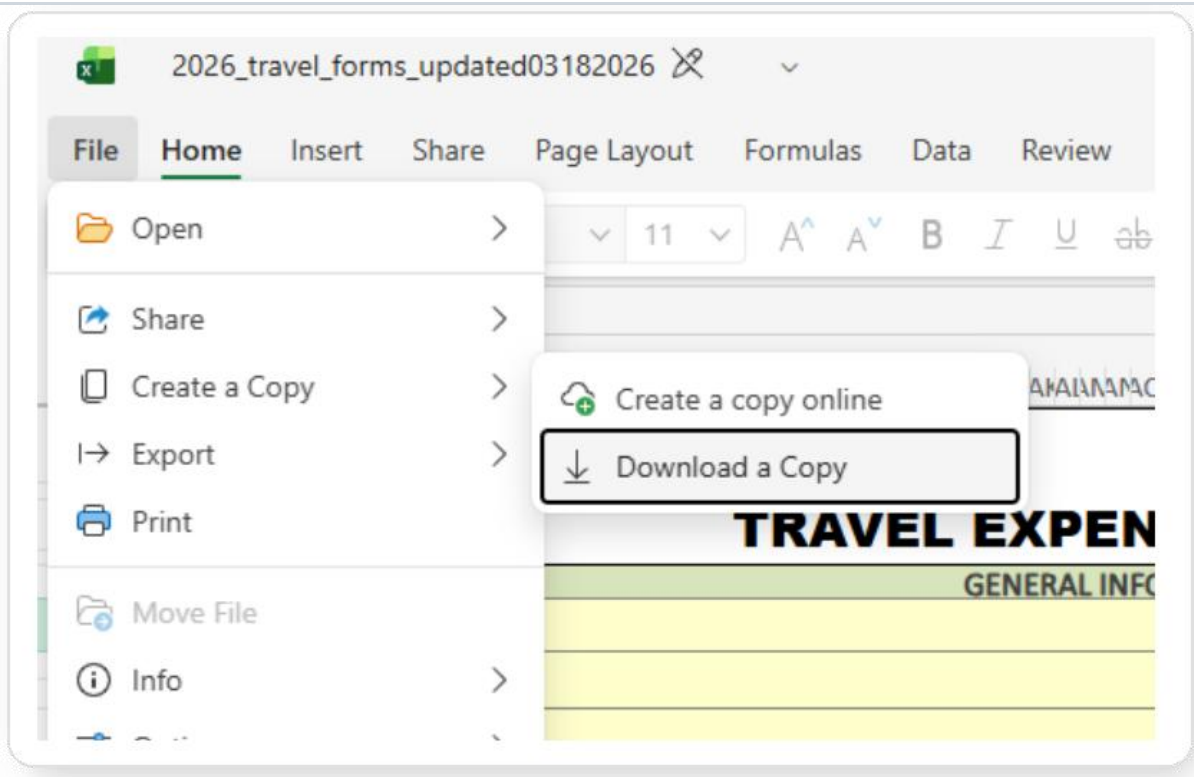 2026_travel_forms_updated03182026
File Home Insert Share Page Layout Formulas Data Review
Open
11 A A B I U ab
Share
Create a Copy
Create a copy online
Export
Download a Copy
Print
TRAVEL EXPEN
GENERAL INFO
Move File
Info